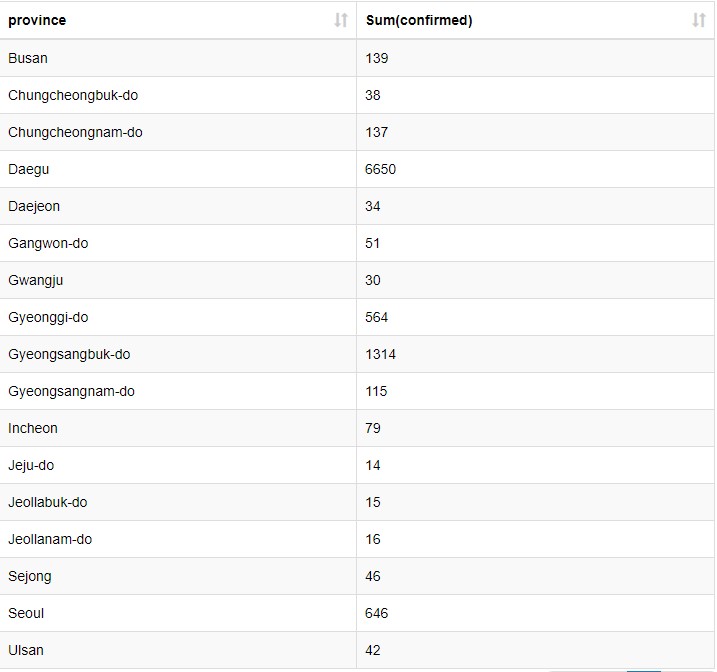 province Sum(confirmed)
Busan 139
Chungcheongbuk-do 38
Chungcheongnam-do 137
Daegu 6650
Daejeon 34
Gangwon-do 51
Gwangju 30
Gyeonggi-do 564
Gyeongsangbuk-do 1314
Gyeongsangnam-do 115
Incheon 79
Jeju-do 14
Jeollabuk-do 15
Jeollanam-do 16
Sejong 46
Seoul 646
Ulsan 42